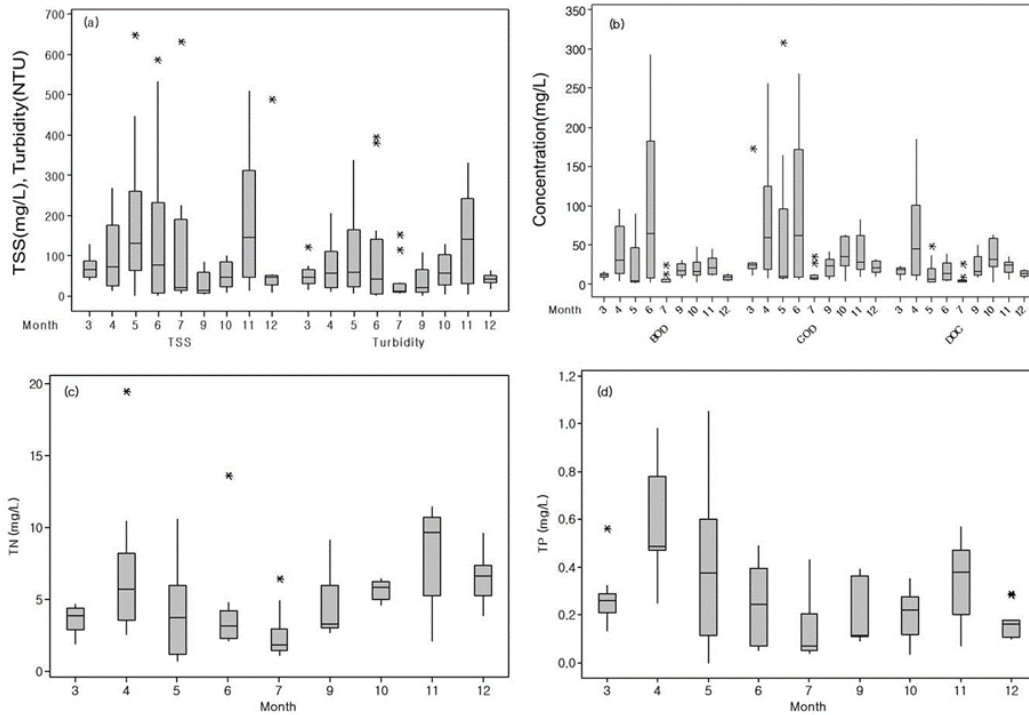 (a)
TSS(mg/L), Turbidity(NTU)
700
600
500
400
300
200
100
0
Month 3 4 5 6 7 9 10 11 12 3 4 5 6 7 9 10 11 12
TSS Turbidity
(b)
Concentration(mg/L)
350
300
250
200
150
100
50
0
Month 3 4 5 6 7 9 10 11 12 3 4 5 6 7 9 10 11 12 3 4 5 6 7 9 10 11 12
BOD COD DOC
(c)
TN (mg/L)
20
15
10
5
0
3 4 5 6 7 9 10 11 12
Month
(d)
TP (mg/L)
1.2
1.0
0.8
0.6
0.4
0.2
0.0
3 4 5 6 7 9 10 11 12
Month